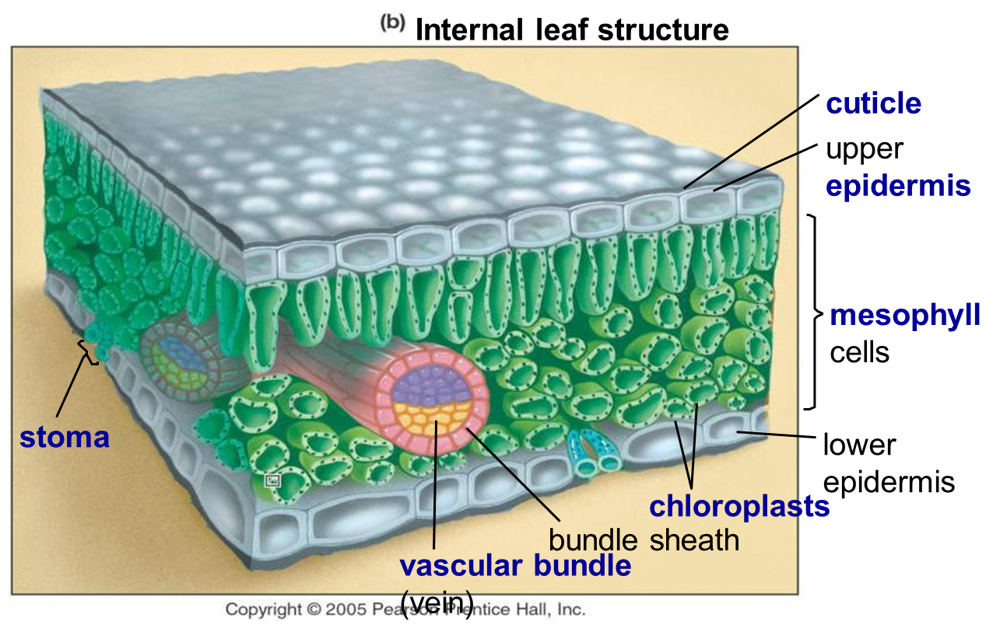 (b) Internal leaf structure
cuticle
upper
epidermis
mesophyll
cells
stoma
lower
epidermis
chloroplasts
bundle sheath
vascular bundle
(vein)
Copyright © 2005 Pearson Prentice Hall, Inc.